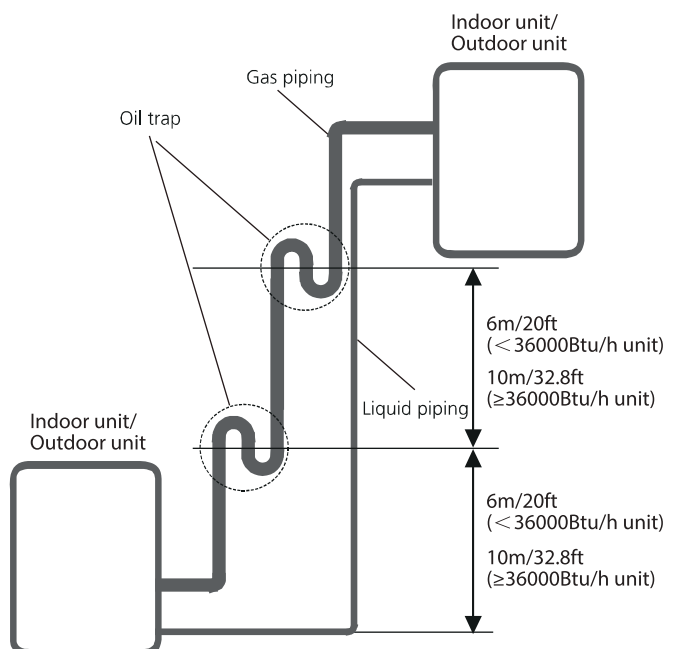 Indoor unit/
Outdoor unit
Gas piping
Oil trap
6m/20ft
(<36000Btu/h unit)
10m/32.8ft
(≥36000Btu/h unit)
Liquid piping
Indoor unit/
Outdoor unit
6m/20ft
(<36000Btu/h unit)
10m/32.8ft
(≥36000Btu/h unit)